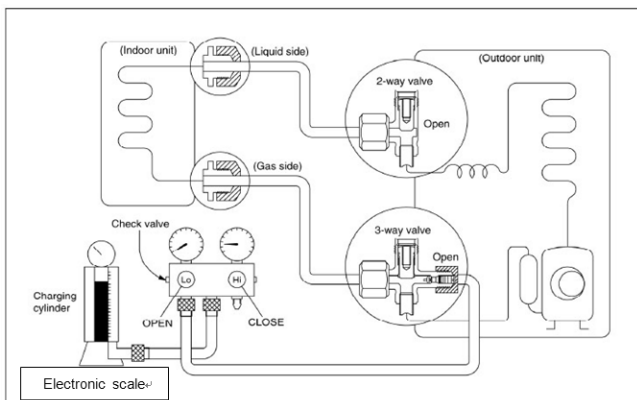 (Indoor unit)
(Liquid side)
2-way valve
Open
(Outdoor unit)
(Gas side)
3-way valve
Open
Check valve
Lo
Hi
OPEN
CLOSE
Charging
cylinder
Electronic scale